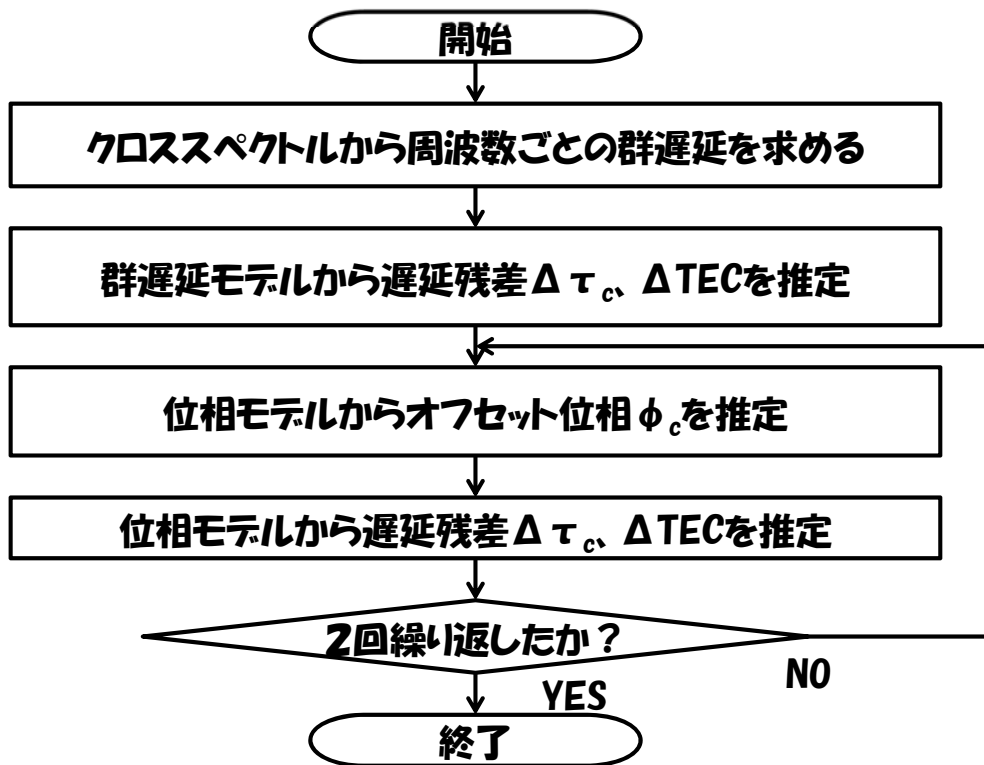 開始
クロススペクトルから周波数ごとの群遅延を求める
群遅延モデルから遅延残差Δτc、ΔTECを推定
位相モデルからオフセット位相φcを推定
位相モデルから遅延残差Δτc、ΔTECを推定
2回繰り返したか？
NO
YES
終了